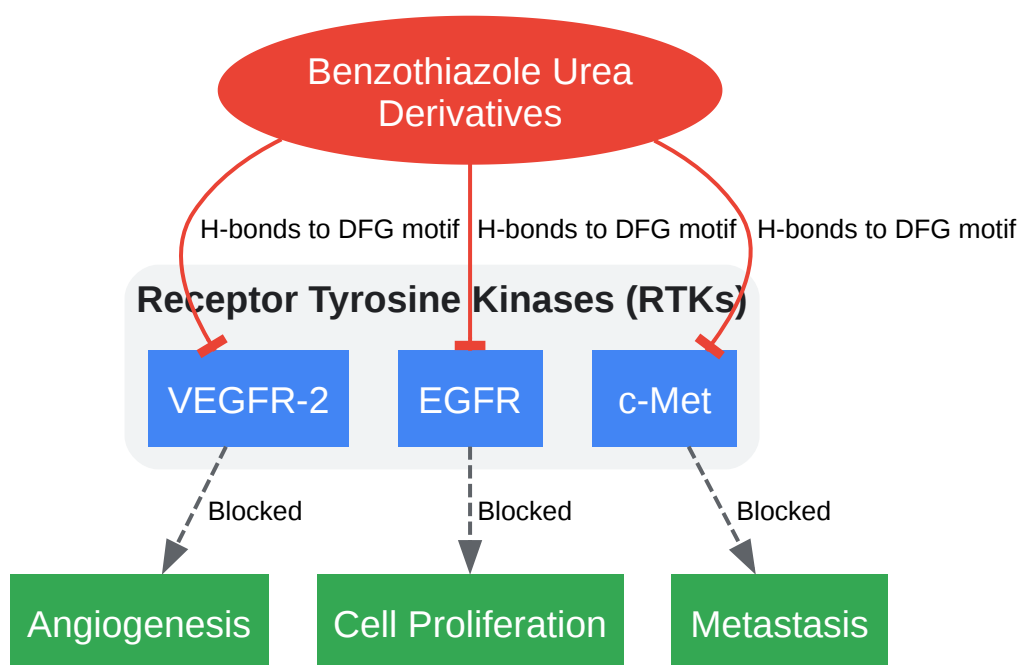 Benzothiazole Urea
Derivatives
H-bonds to DFG motif
H-bonds to DFG motif
H-bonds to DFG motif
Receptor Tyrosine Kinases (RTKs)
VEGFR-2
EGFR
c-Met
Blocked
Blocked
Blocked
Angiogenesis
Cell Proliferation
Metastasis